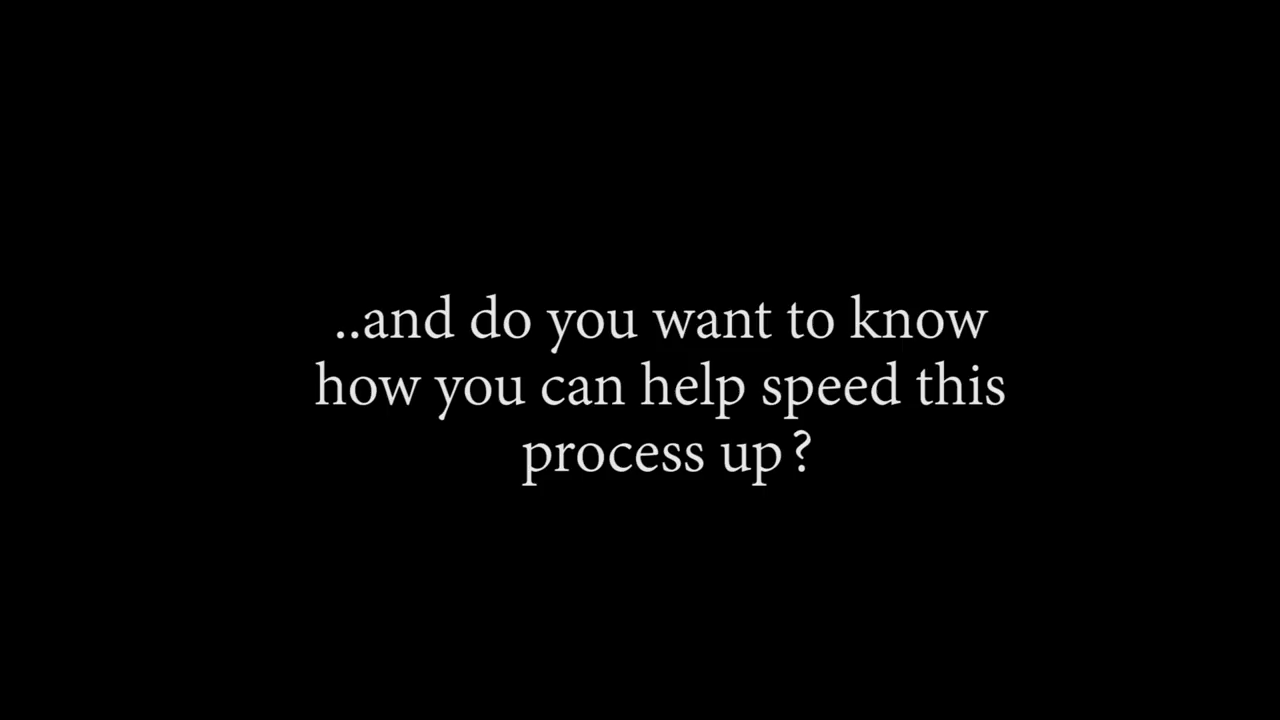 ..and do you want to know
how you can help speed this
process up?